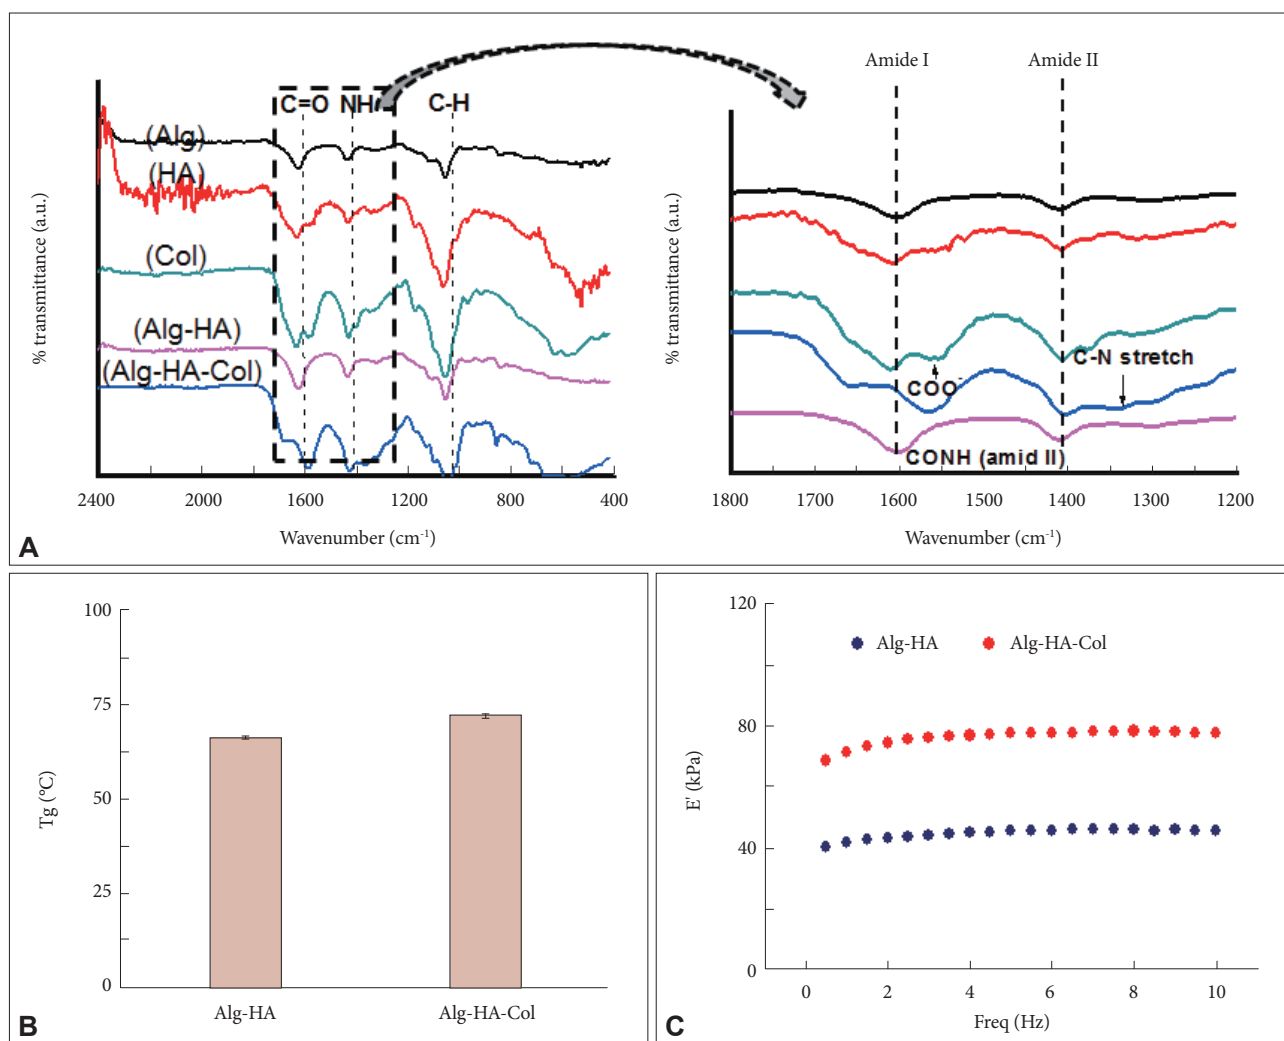 Amide I
Amide II
C=O
NH
C-H
(Alg)
(HA)
(Col)
(Alg-HA)
(Alg-HA-Col)
% transmittance (a.u.)
2400
2000
1600
1200
800
400
Wavenumber (cm⁻¹)
% transmittance (a.u.)
COO⁻
C-N stretch
CONH (amid II)
1800
1700
1600
1500
1400
1300
1200
Wavenumber (cm⁻¹)
A
100
75
50
25
0
Tg (°C)
Alg-HA
Alg-HA-Col
B
120
80
40
0
E' (kPa)
Alg-HA
Alg-HA-Col
0
2
4
6
8
10
Freq (Hz)
C